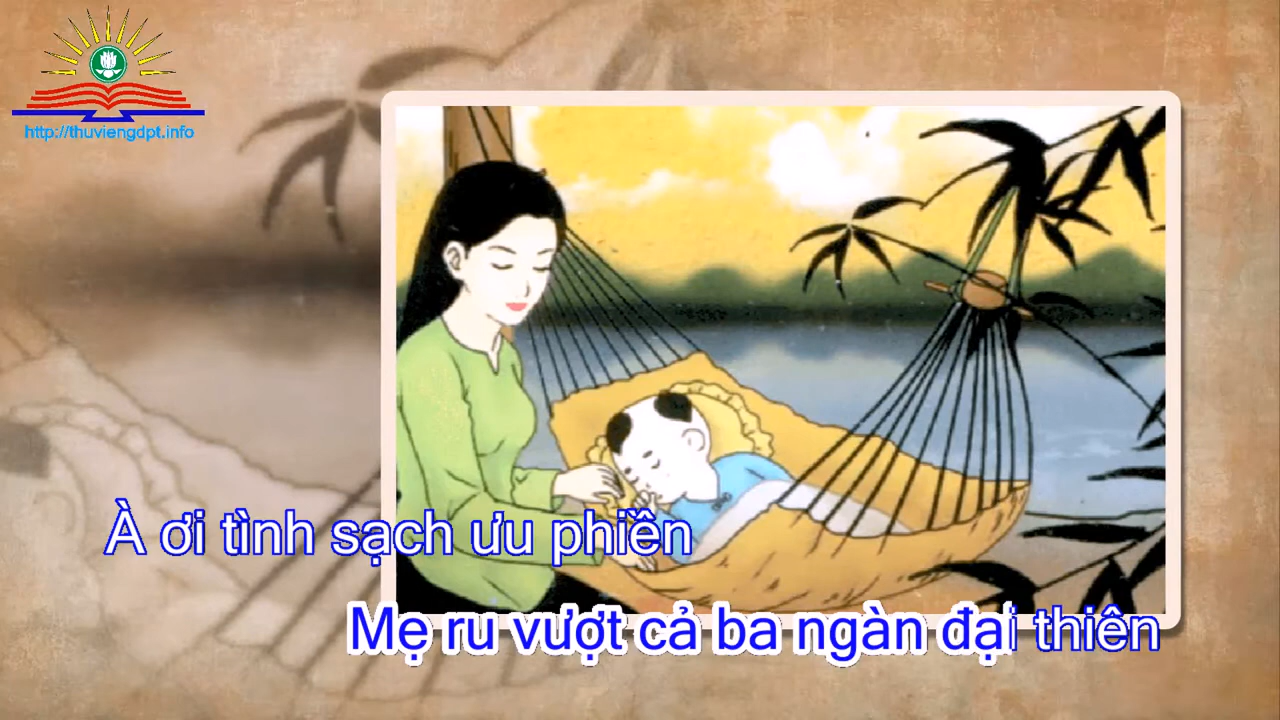 http://thuviengdpt.info
À ơi tình sạch ưu phiền
Mẹ ru vượt cả ba ngàn đại thiên